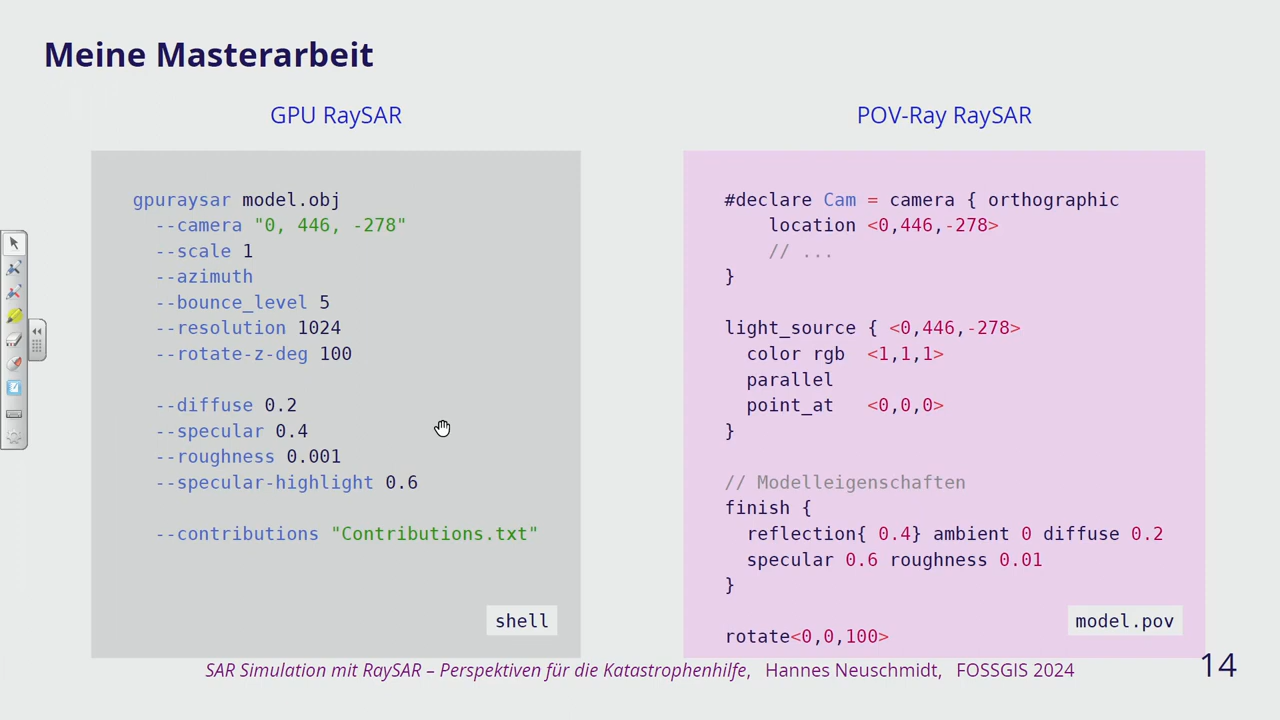 Meine Masterarbeit
GPU RaySAR
gpuraysar model.obj
--camera "0, 446, -278"
--scale 1
--azimuth
--bounce_level 5
--resolution 1024
--rotate-z-deg 100
--diffuse 0.2
--specular 0.4
--roughness 0.001
--specular-highlight 0.6
--contributions "Contributions.txt"
shell
POV-Ray RaySAR
#declare Cam = camera { orthographic
location <0,446,-278>
// ...
}
light_source { <0,446,-278>
color rgb <1,1,1>
parallel
point_at <0,0,0>
}
// Modelleigenschaften
finish {
reflection{ 0.4} ambient 0 diffuse 0.2
specular 0.6 roughness 0.01
}
rotate<0,0,100>
model.pov
SAR Simulation mit RaySAR – Perspektiven für die Katastrophenhilfe, Hannes Neuschmidt, FOSSGIS 2024
14